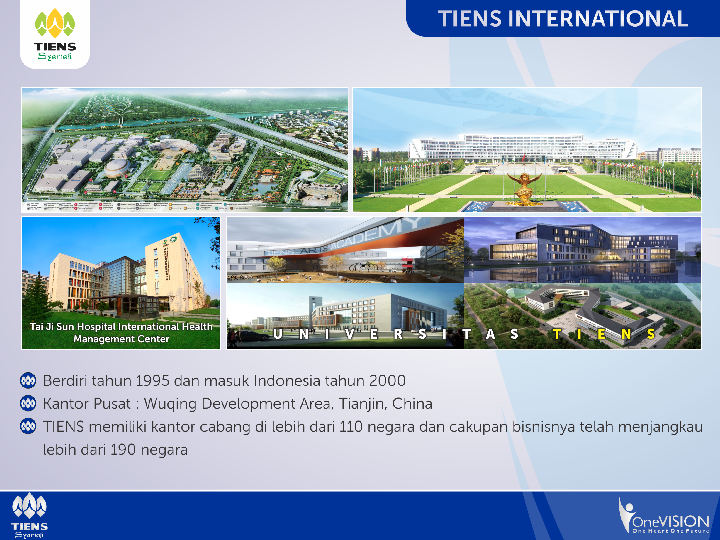 TIENS INTERNATIONAL
TIENS
Syariah
ACADEMY
Tai Ji Sun Hospital International Health
Management Center
UNIVERSITAS TIENS
Berdiri tahun 1995 dan masuk Indonesia tahun 2000
Kantor Pusat : Wuqing Development Area, Tianjin, China
TIENS memiliki kantor cabang di lebih dari 110 negara dan cakupan bisnisnya telah menjangkau
lebih dari 190 negara
TIENS
Syariah
OneVISION
One Heart One Future